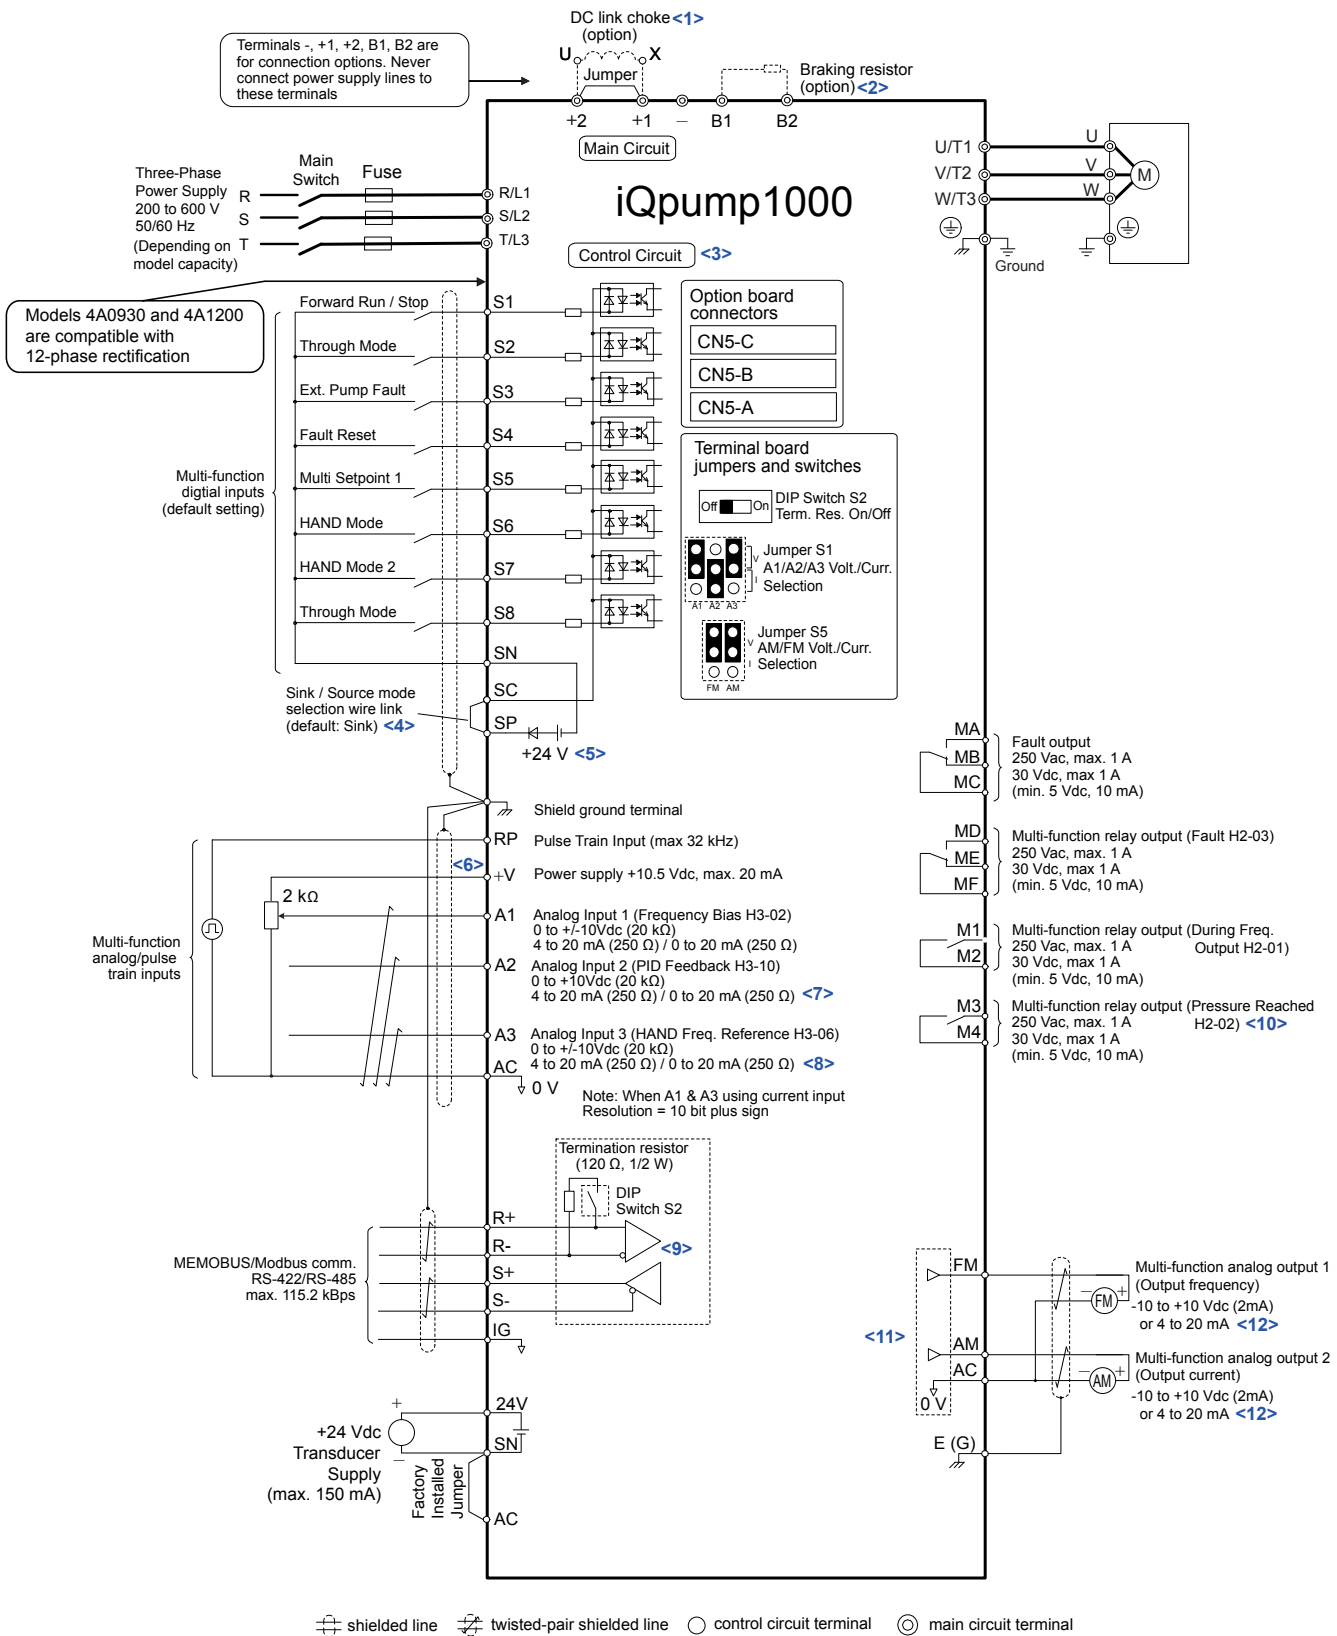 DC link choke <1>
(option)
U X
Jumper
Terminals -, +1, +2, B1, B2 are
for connection options. Never
connect power supply lines to
these terminals
Braking resistor
(option) <2>
+2 +1 − B1 B2
Main Circuit
iQpump1000
Three-Phase
Power Supply
200 to 600 V
50/60 Hz
(Depending on
model capacity)
Main
Switch
Fuse
R
S
T
R/L1
S/L2
T/L3
U/T1
V/T2
W/T3
U
V
W
M
Ground
Control Circuit <3>
Models 4A0930 and 4A1200
are compatible with
12-phase rectification
Multi-function
digtial inputs
(default setting)
Forward Run / Stop S1
Through Mode S2
Ext. Pump Fault S3
Fault Reset S4
Multi Setpoint 1 S5
HAND Mode S6
HAND Mode 2 S7
Through Mode S8
SN
SC
SP
Sink / Source mode
selection wire link
(default: Sink) <4>
+24 V <5>
Option board
connectors
CN5-C
CN5-B
CN5-A
Terminal board
jumpers and switches
Off On
DIP Switch S2
Term. Res. On/Off
Jumper S1
A1/A2/A3 Volt./Curr.
Selection
V
I
A1 A2 A3
Jumper S5
AM/FM Volt./Curr.
Selection
V
I
FM AM
MA
MB
MC
Fault output
250 Vac, max. 1 A
30 Vdc, max 1 A
(min. 5 Vdc, 10 mA)
MD
ME
MF
Multi-function relay output (Fault H2-03)
250 Vac, max. 1 A
30 Vdc, max 1 A
(min. 5 Vdc, 10 mA)
M1
M2
Multi-function relay output (During Freq.
Output H2-01)
250 Vac, max. 1 A
30 Vdc, max 1 A
(min. 5 Vdc, 10 mA)
M3
M4
Multi-function relay output (Pressure Reached
H2-02) <10>
250 Vac, max. 1 A
30 Vdc, max 1 A
(min. 5 Vdc, 10 mA)
Shield ground terminal
Multi-function
analog/pulse
train inputs
2 kΩ
<6>
RP Pulse Train Input (max 32 kHz)
+V Power supply +10.5 Vdc, max. 20 mA
A1 Analog Input 1 (Frequency Bias H3-02)
0 to +/-10Vdc (20 kΩ)
4 to 20 mA (250 Ω) / 0 to 20 mA (250 Ω)
A2 Analog Input 2 (PID Feedback H3-10)
0 to +10Vdc (20 kΩ)
4 to 20 mA (250 Ω) / 0 to 20 mA (250 Ω) <7>
A3 Analog Input 3 (HAND Freq. Reference H3-06)
0 to +/-10Vdc (20 kΩ)
4 to 20 mA (250 Ω) / 0 to 20 mA (250 Ω) <8>
AC
0 V
Note: When A1 & A3 using current input
Resolution = 10 bit plus sign
Termination resistor
(120 Ω, 1/2 W)
DIP
Switch S2
<9>
MEMOBUS/Modbus comm.
RS-422/RS-485
max. 115.2 kBps
R+
R-
S+
S-
IG
+24 Vdc
Transducer
Supply
(max. 150 mA)
+
−
24V
SN
AC
Factory
Installed
Jumper
<11>
FM
AM
AC
0 V
E (G)
− FM +
− AM +
Multi-function analog output 1
(Output frequency)
-10 to +10 Vdc (2mA)
or 4 to 20 mA <12>
Multi-function analog output 2
(Output current)
-10 to +10 Vdc (2mA)
or 4 to 20 mA <12>
shielded line twisted-pair shielded line control circuit terminal main circuit terminal